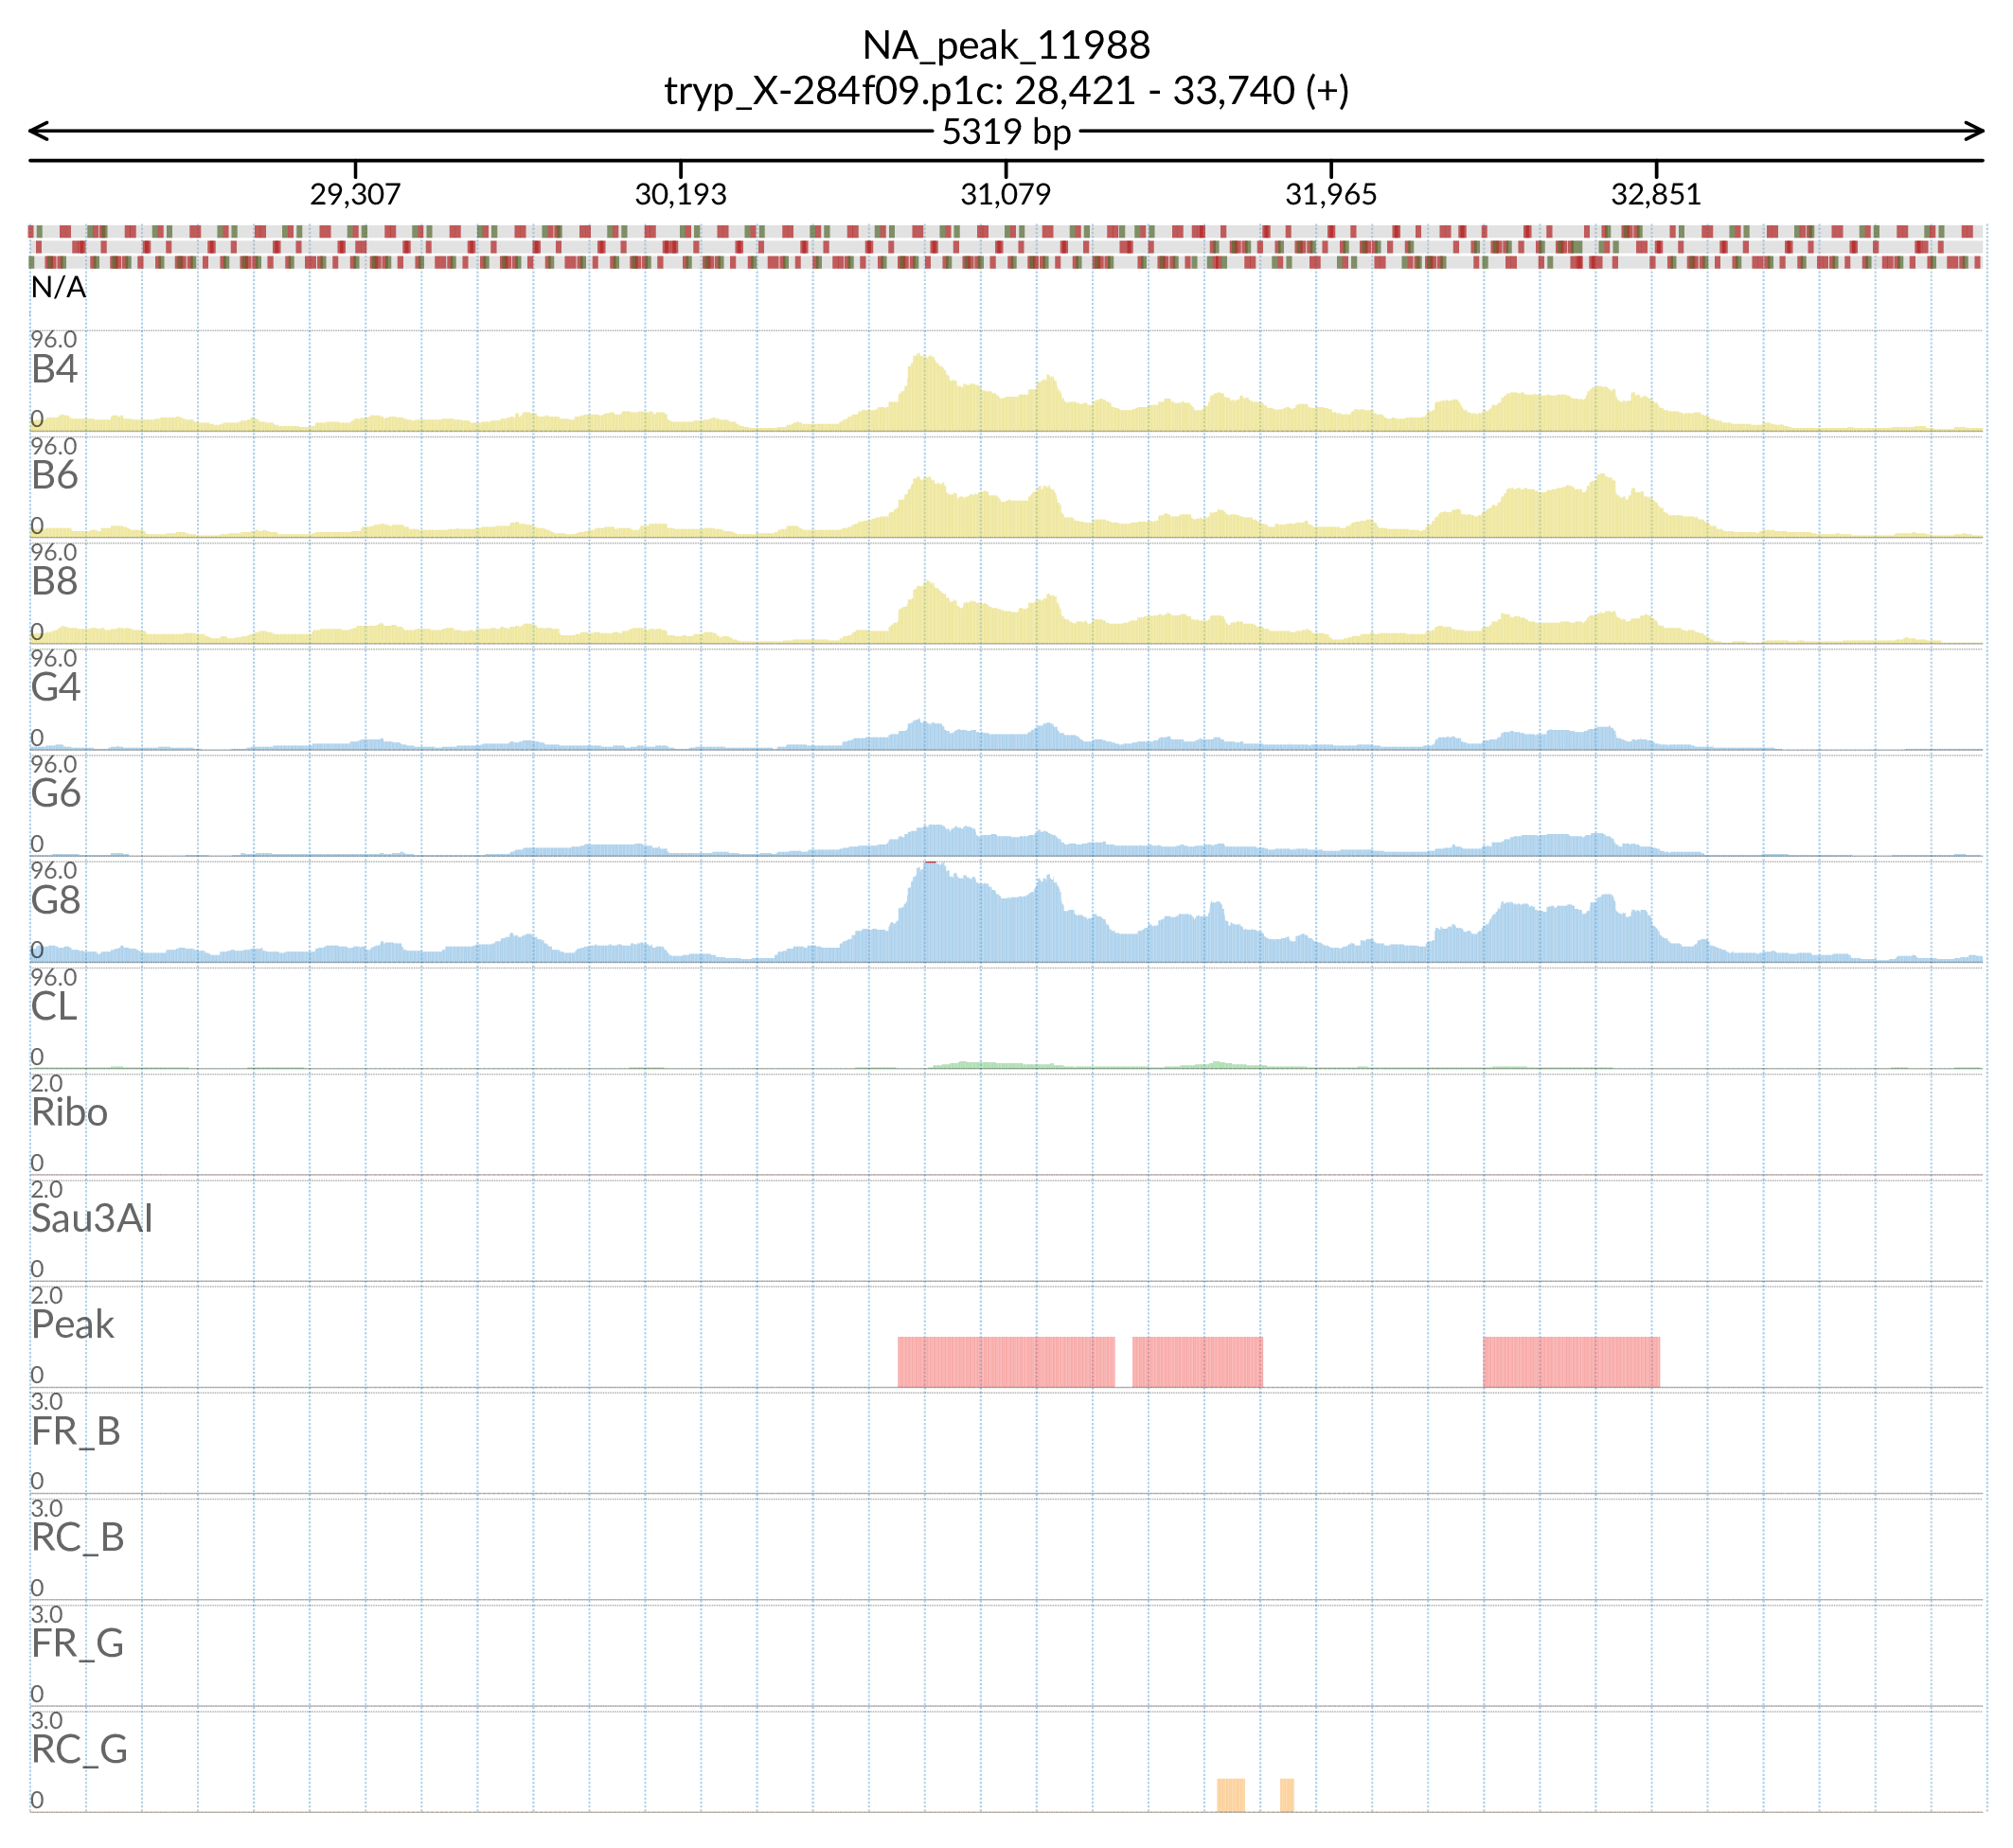 NA_peak_11988
tryp_X-284f09.p1c: 28,421 - 33,740 (+)
5319 bp
29,307 30,193 31,079 31,965 32,851
N/A
96.0
B4
0
96.0
B6
0
96.0
B8
0
96.0
G4
0
96.0
G6
0
96.0
G8
0
96.0
CL
0
2.0
Ribo
0
2.0
Sau3AI
0
2.0
Peak
0
3.0
FR_B
0
3.0
RC_B
0
3.0
FR_G
0
3.0
RC_G
0